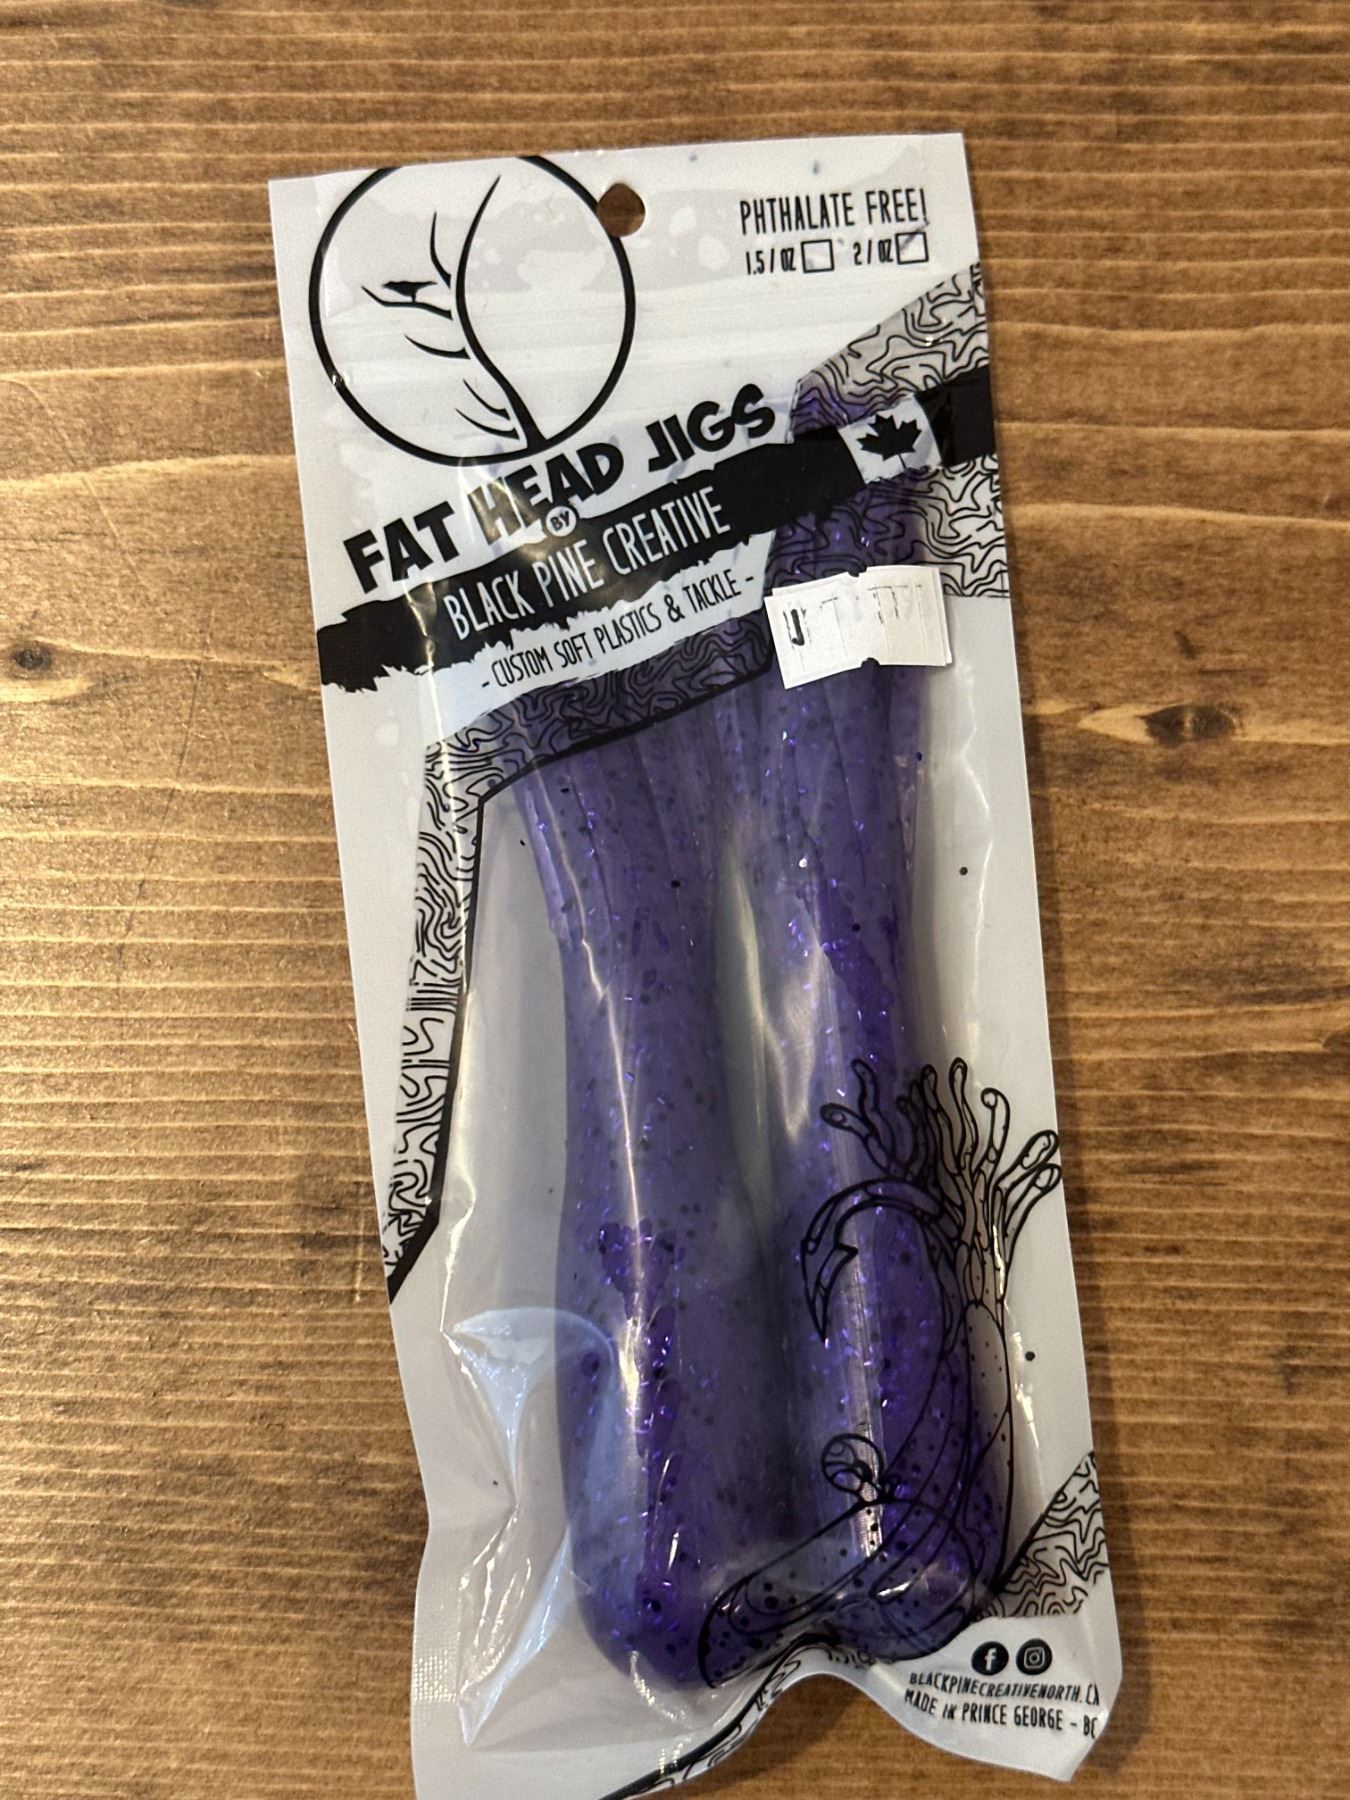 PHTHALATE FREE!
1.5/OZ 2/OZ
FAT HEAD JIGS
BY
BLACK PINE CREATIVE
- CUSTOM SOFT PLASTICS & TACKLE -
BLACKPINECREATIVENORTH.CA
MADE IN PRINCE GEORGE - BC